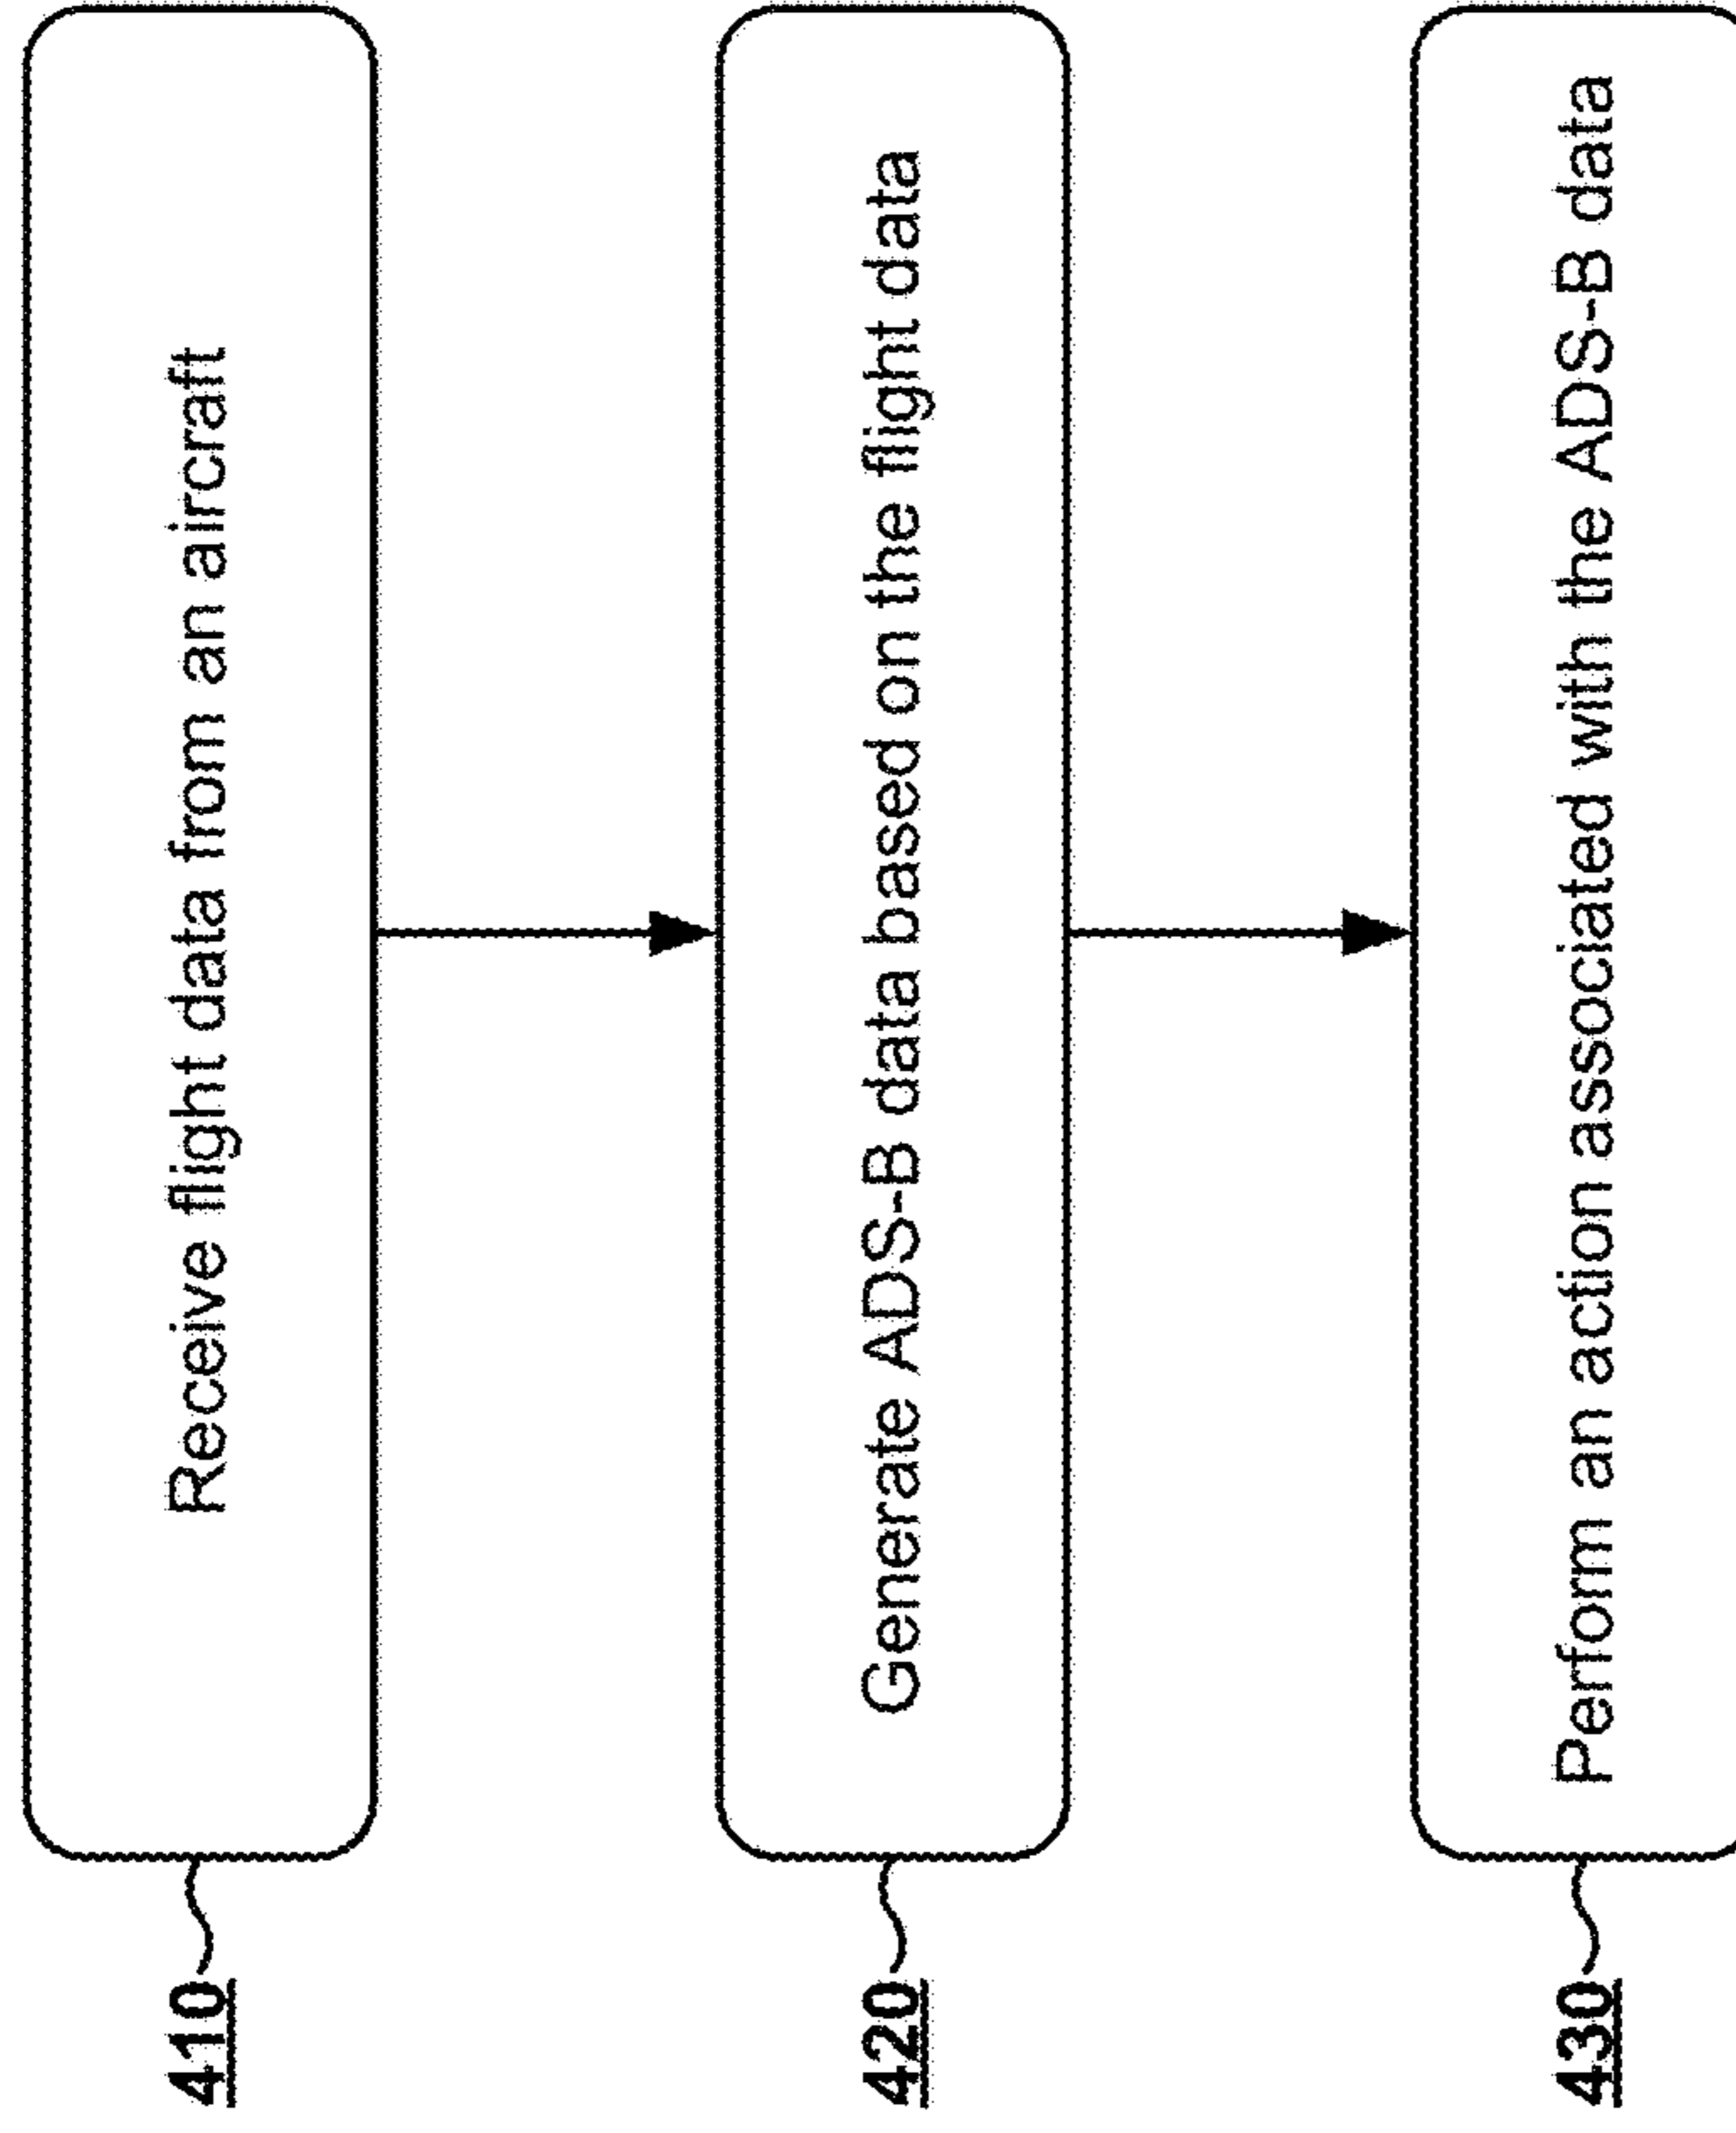 410
Receive flight data from an aircraft
420
Generate ADS-B data based on the flight data
430
Perform an action associated with the ADS-B data